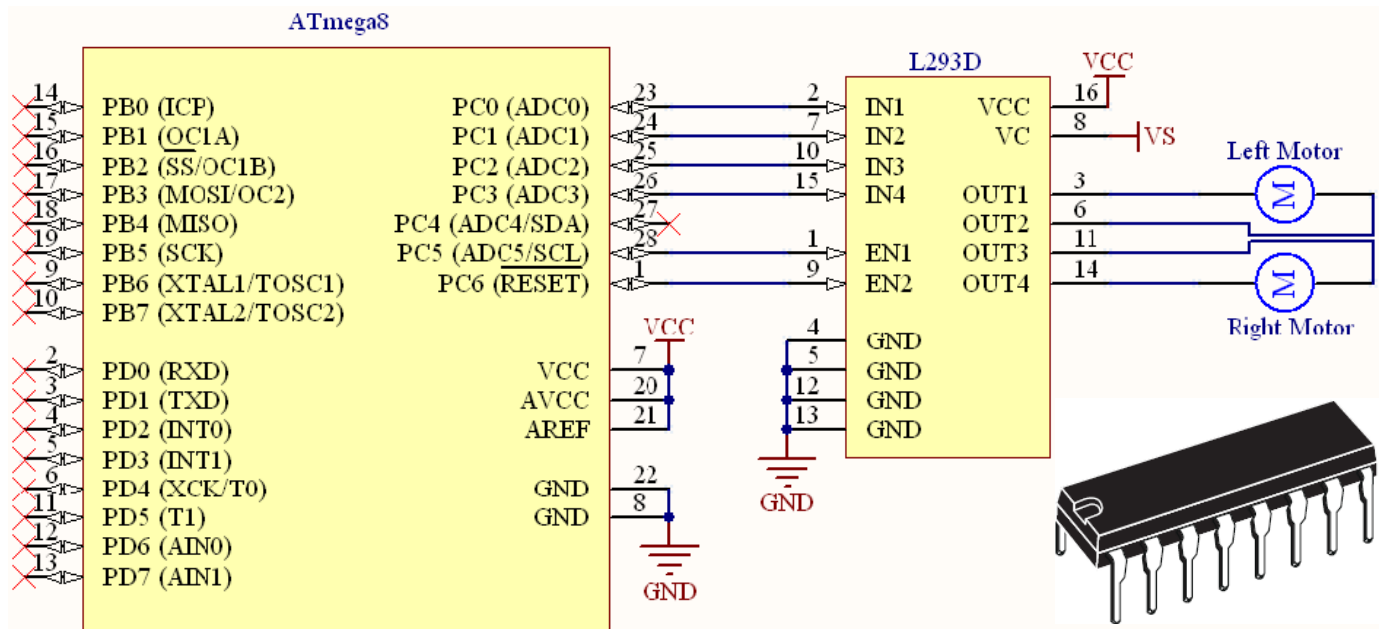 ATmega8
14 PB0 (ICP) PC0 (ADC0) 23
15 PB1 (OC1A) PC1 (ADC1) 24
16 PB2 (SS/OC1B) PC2 (ADC2) 25
17 PB3 (MOSI/OC2) PC3 (ADC3) 26
18 PB4 (MISO) PC4 (ADC4/SDA) 27
19 PB5 (SCK) PC5 (ADC5/SCL) 28
9 PB6 (XTAL1/TOSC1) PC6 (RESET) 1
10 PB7 (XTAL2/TOSC2)
VCC
2 PD0 (RXD) VCC 7
3 PD1 (TXD) AVCC 20
4 PD2 (INT0) AREF 21
5 PD3 (INT1)
6 PD4 (XCK/T0) GND 22
11 PD5 (T1) GND 8
12 PD6 (AIN0)
13 PD7 (AIN1)
GND
L293D
VCC
2 IN1 VCC 16
7 IN2 VC 8 VS
10 IN3
15 IN4 OUT1 3
OUT2 6
1 EN1 OUT3 11
9 EN2 OUT4 14
4 GND
5 GND
12 GND
13 GND
GND
Left Motor
M
M
Right Motor